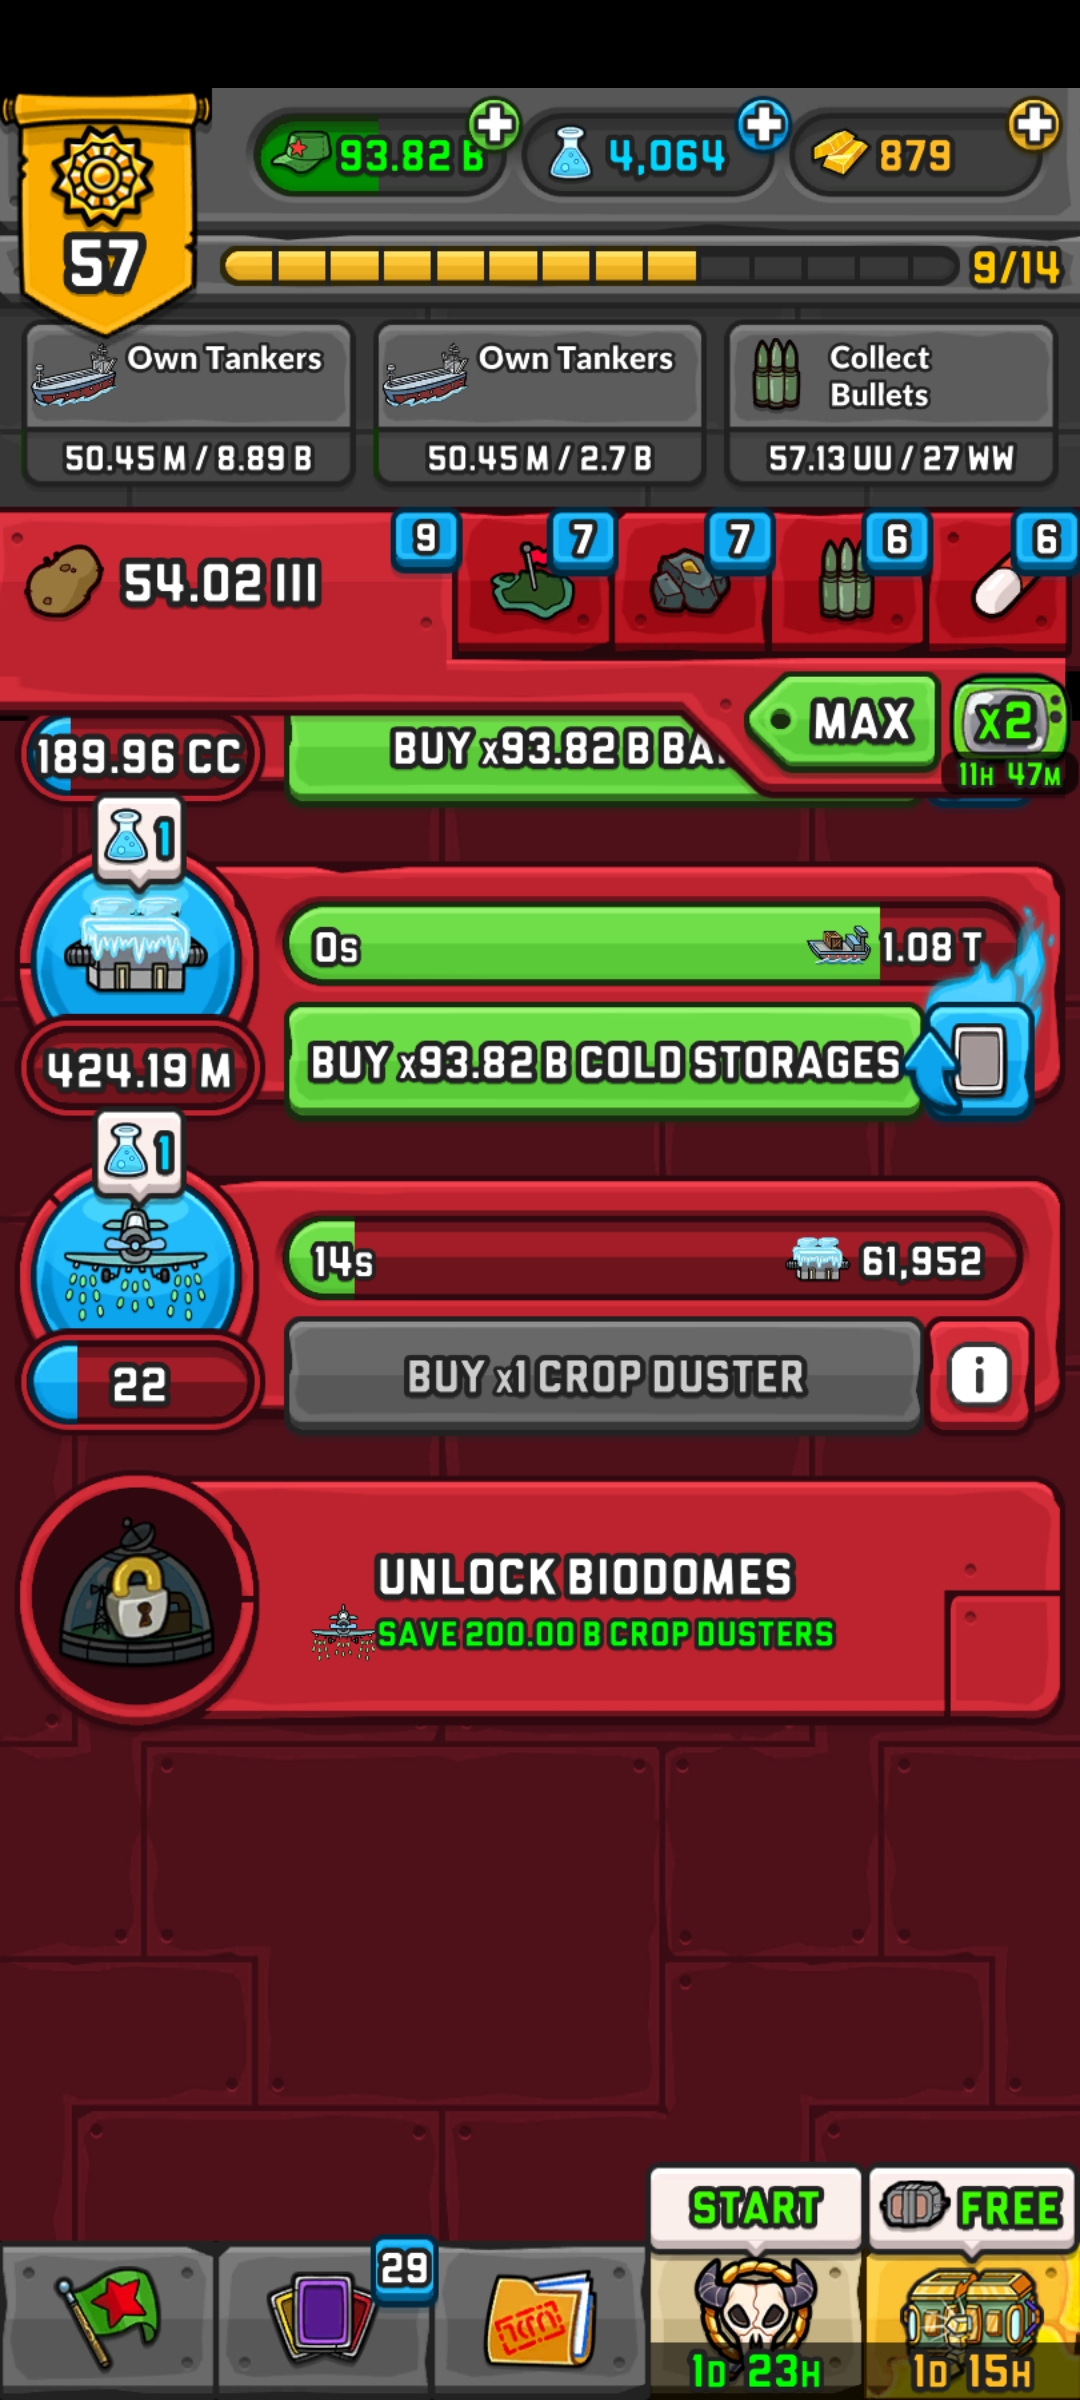 93.82 B
4,064
879
57
9/14
Own Tankers
50.45 M / 8.89 B
Own Tankers
50.45 M / 2.7 B
Collect
Bullets
57.13 UU / 27 WW
54.02 III
9
7
7
6
6
MAX
x2
11H 47M
189.96 CC
BUY x93.82 B BA
1
0s
1.08 T
424.19 M
BUY x93.82 B COLD STORAGES
1
14s
61,952
22
BUY x1 CROP DUSTER
i
UNLOCK BIODOMES
SAVE 200.00 B CROP DUSTERS
START
FREE
29
1D 23H
1D 15H